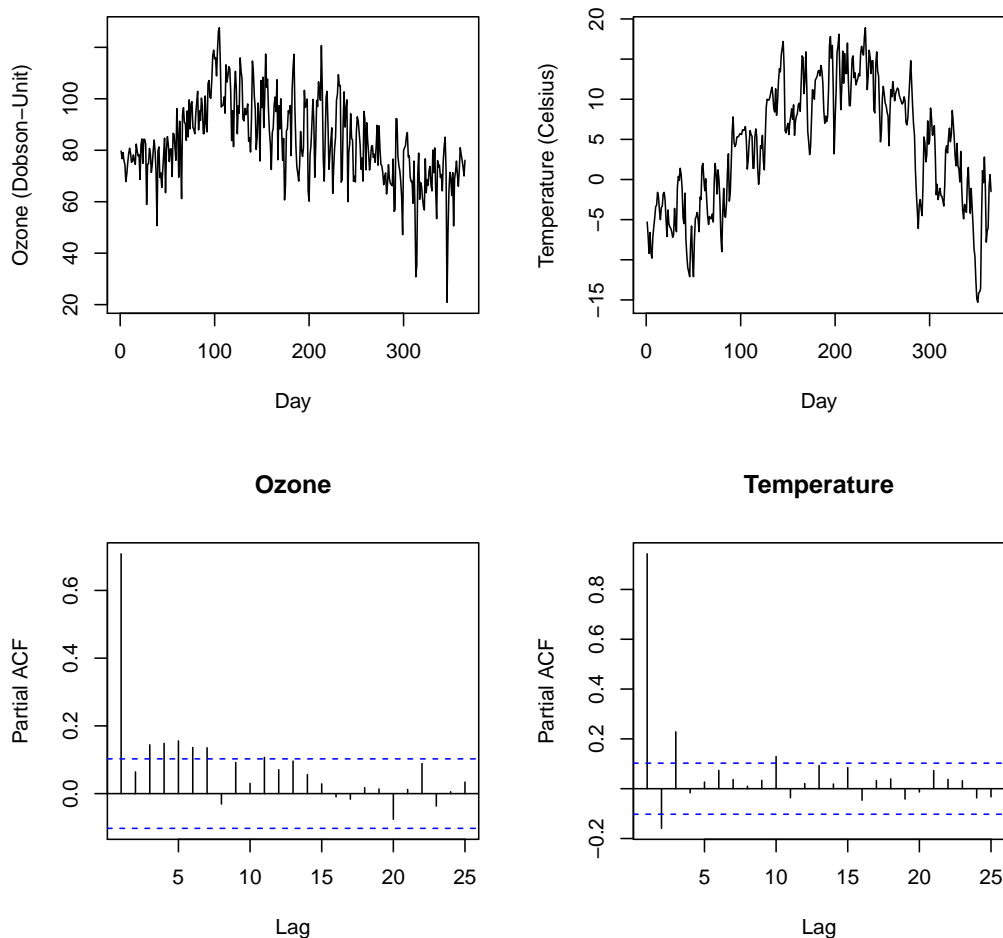 Ozone (Dobson−Unit)
20 40 60 80 100
0 100 200 300
Day
Temperature (Celsius)
−15 −5 0 5 10 20
0 100 200 300
Day
Ozone
Partial ACF
0.0 0.2 0.4 0.6
5 10 15 20 25
Lag
Temperature
Partial ACF
−0.2 0.2 0.4 0.6 0.8
5 10 15 20 25
Lag